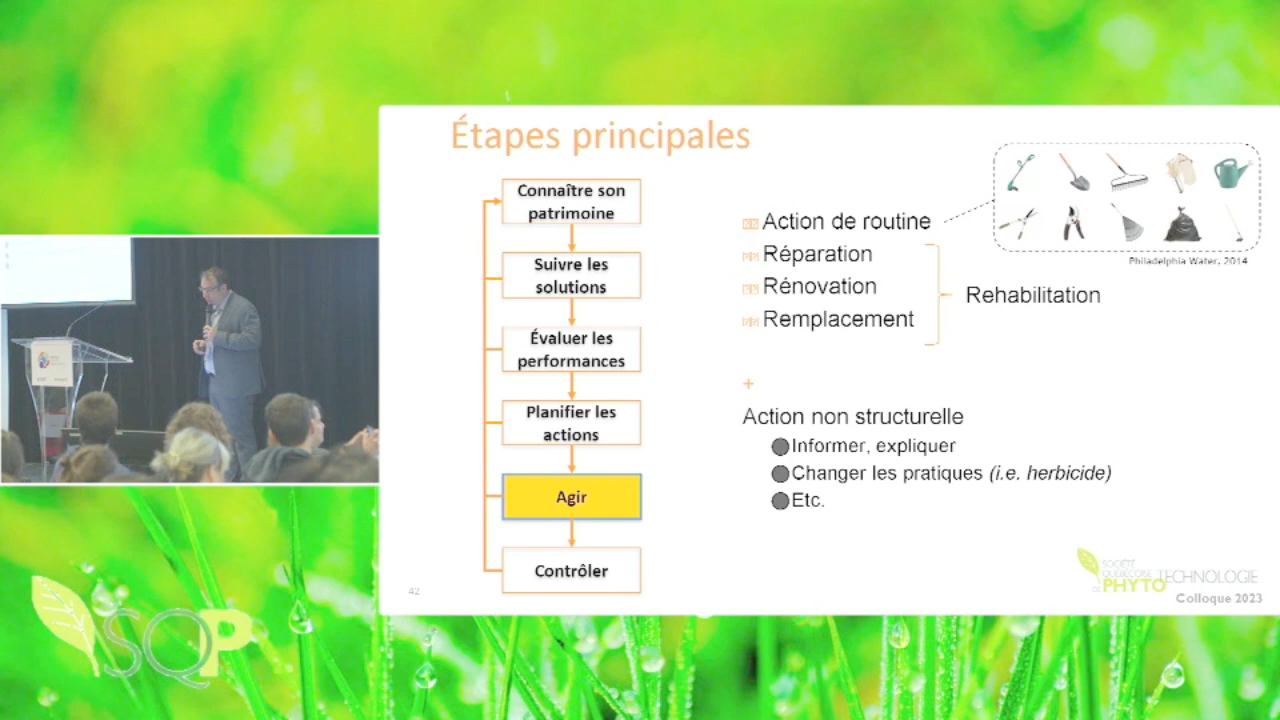 Étapes principales
Connaître son
patrimoine
Suivre les
solutions
Évaluer les
performances
Planifier les
actions
Agir
Contrôler
Action de routine
Réparation
Rénovation
Remplacement
Rehabilitation
Philadelphia Water, 2014
+
Action non structurelle
Informer, expliquer
Changer les pratiques (i.e. herbicide)
Etc.
42
SOCIÉTÉ
QUÉBÉCOISE
DE PHYTOTECHNOLOGIE
Colloque 2023
SQP